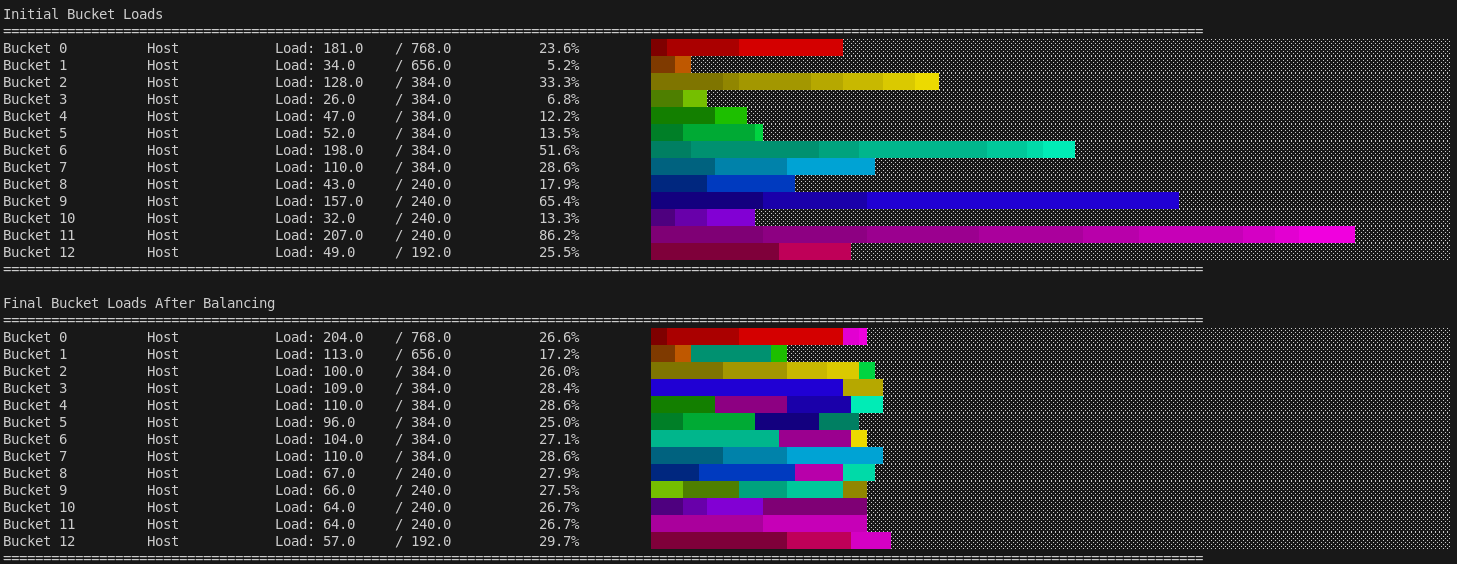 Initial Bucket Loads
======================================================================================================================================================
Bucket 0 Host Load: 181.0 / 768.0 23.6%
Bucket 1 Host Load: 34.0 / 656.0 5.2%
Bucket 2 Host Load: 128.0 / 384.0 33.3%
Bucket 3 Host Load: 26.0 / 384.0 6.8%
Bucket 4 Host Load: 47.0 / 384.0 12.2%
Bucket 5 Host Load: 52.0 / 384.0 13.5%
Bucket 6 Host Load: 198.0 / 384.0 51.6%
Bucket 7 Host Load: 110.0 / 384.0 28.6%
Bucket 8 Host Load: 43.0 / 240.0 17.9%
Bucket 9 Host Load: 157.0 / 240.0 65.4%
Bucket 10 Host Load: 32.0 / 240.0 13.3%
Bucket 11 Host Load: 207.0 / 240.0 86.2%
Bucket 12 Host Load: 49.0 / 192.0 25.5%
======================================================================================================================================================
Final Bucket Loads After Balancing
======================================================================================================================================================
Bucket 0 Host Load: 204.0 / 768.0 26.6%
Bucket 1 Host Load: 113.0 / 656.0 17.2%
Bucket 2 Host Load: 100.0 / 384.0 26.0%
Bucket 3 Host Load: 109.0 / 384.0 28.4%
Bucket 4 Host Load: 110.0 / 384.0 28.6%
Bucket 5 Host Load: 96.0 / 384.0 25.0%
Bucket 6 Host Load: 104.0 / 384.0 27.1%
Bucket 7 Host Load: 110.0 / 384.0 28.6%
Bucket 8 Host Load: 67.0 / 240.0 27.9%
Bucket 9 Host Load: 66.0 / 240.0 27.5%
Bucket 10 Host Load: 64.0 / 240.0 26.7%
Bucket 11 Host Load: 64.0 / 240.0 26.7%
Bucket 12 Host Load: 57.0 / 192.0 29.7%
======================================================================================================================================================